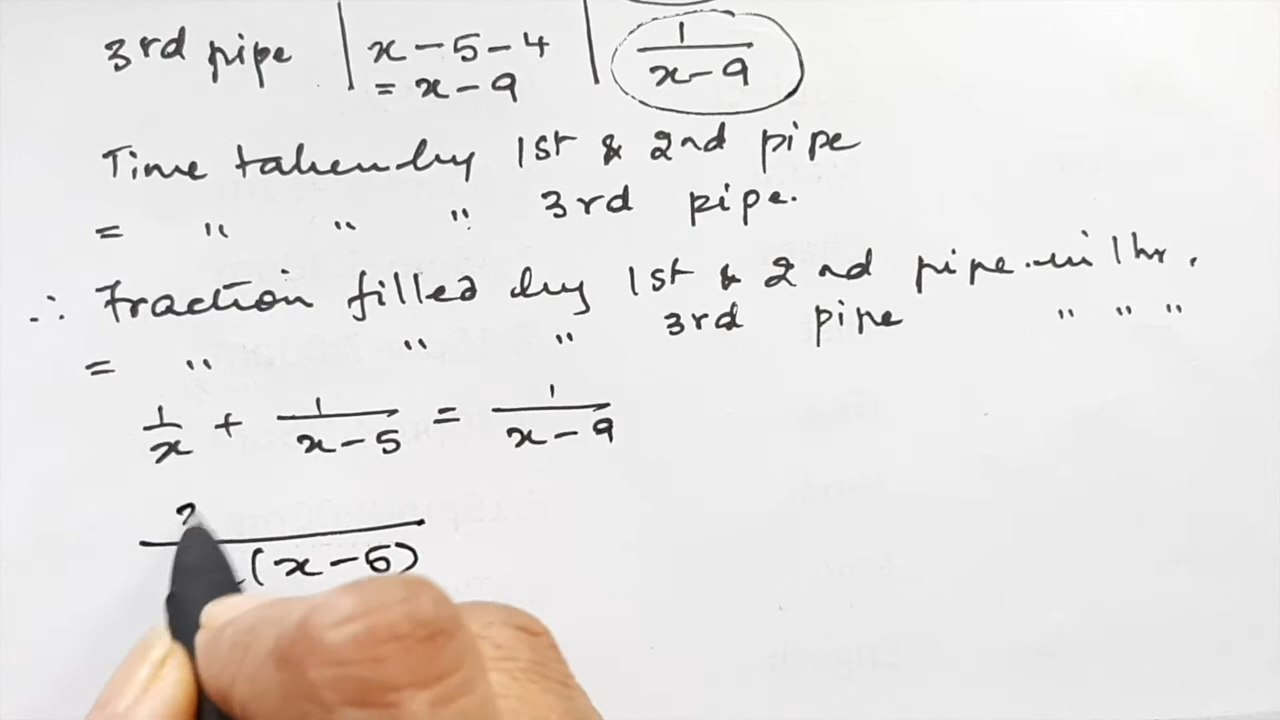 3rd pipe | x - 5 - 4 | 1/(x - 9)
= x - 9
Time taken by 1st & 2nd pipe
= " " " 3rd pipe.
∴ Fraction filled by 1st & 2nd pipe in 1hr.
= " " " 3rd pipe " " "
1/x + 1/(x - 5) = 1/(x - 9)
(x - 5)